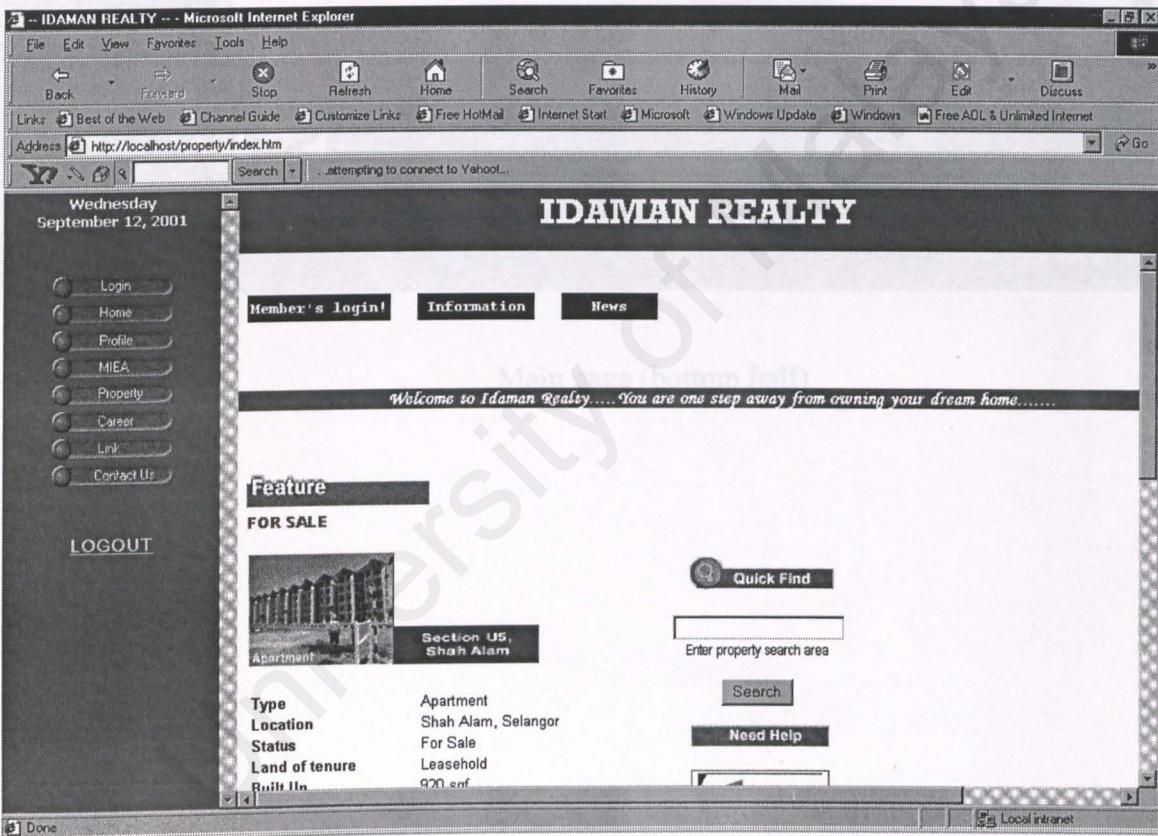 -- IDAMAN REALTY -- - Microsoft Internet Explorer
File Edit View Favorites Tools Help
Back Forward Stop Refresh Home Search Favorites History Mail Print Edit Discuss
Links Best of the Web Channel Guide Customize Links Free HotMail Internet Start Microsoft Windows Update Windows Free AOL & Unlimited Internet
Address http://localhost/property/index.htm Go
Y! Search ...attempting to connect to Yahoo!...
Wednesday
September 12, 2001
Login
Home
Profile
MIEA
Property
Career
Link
Contact Us
LOGOUT
IDAMAN REALTY
Member's login! Information News
Main page (bottom half)
Welcome to Idaman Realty.....You are one step away from owning your dream home.......
Feature
FOR SALE
Apartment
Section U5,
Shah Alam
Type Apartment
Location Shah Alam, Selangor
Status For Sale
Land of tenure Leasehold
Built Up 920 sqf
Quick Find
Enter property search area
Search
Need Help
Done Local intranet
University of Malaya